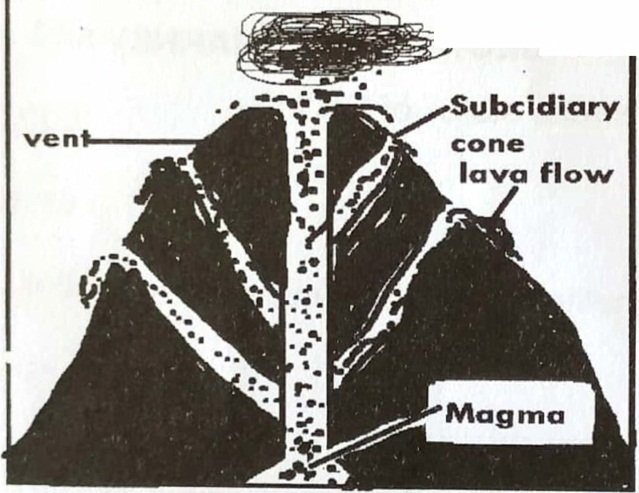 vent
Subcidiary
cone
lava flow
Magma